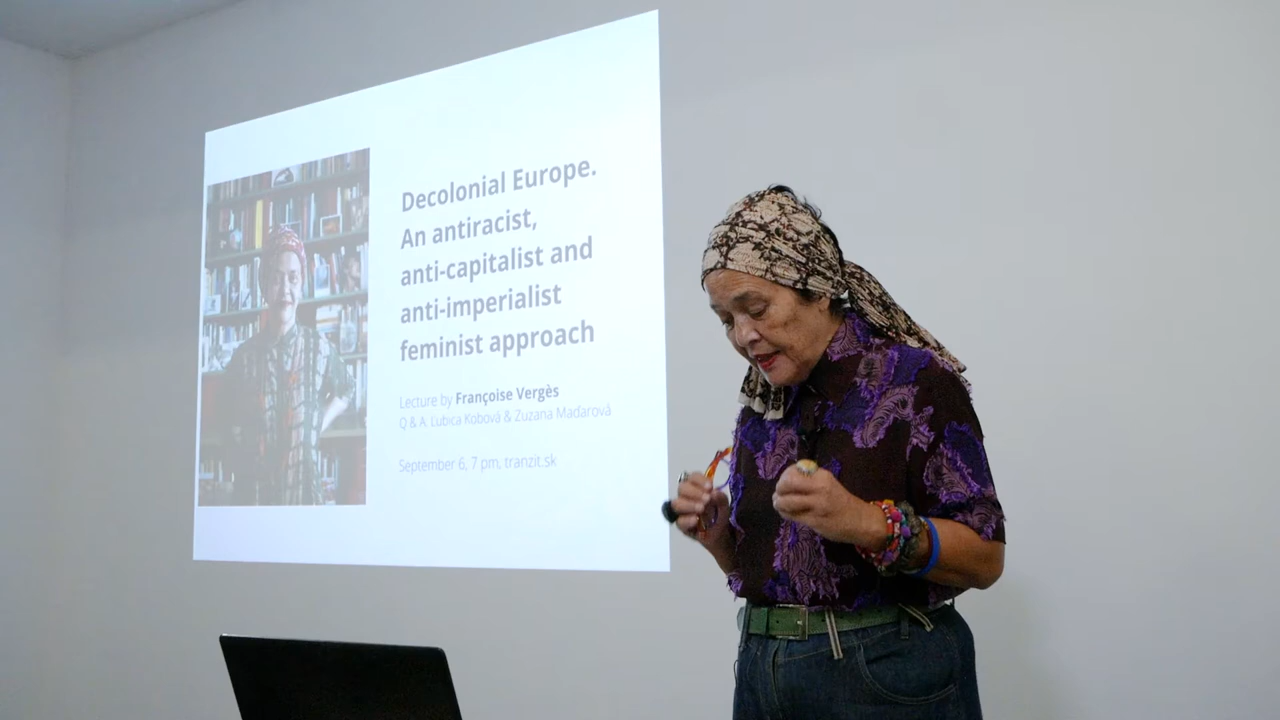 Decolonial Europe.
An antiracist,
anti-capitalist and
anti-imperialist
feminist approach
Lecture by Françoise Vergès
Q & A: Ľubica Kobová & Zuzana Maďarová
September 6, 7 pm, tranzit.sk